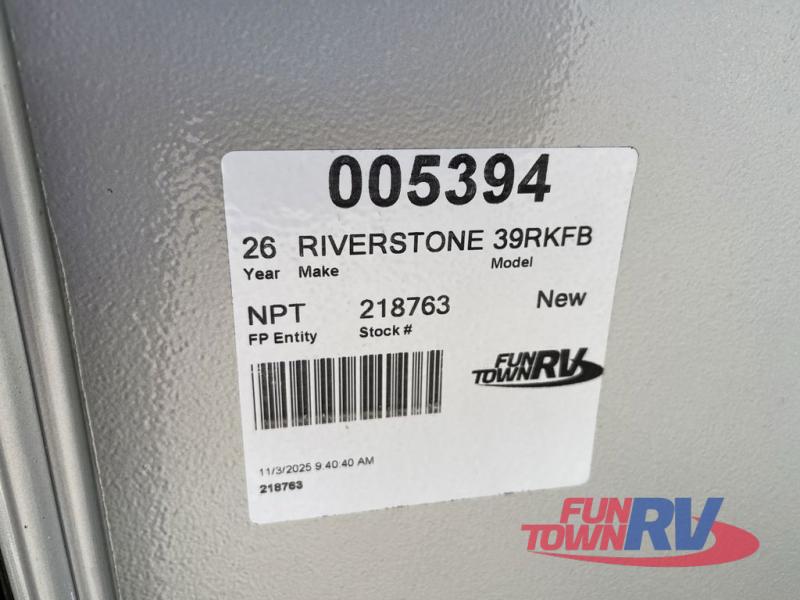 005394
26 RIVERSTONE 39RKFB
Year Make Model
NPT 218763 New
FP Entity Stock #
FUN
TOWN RV
11/3/2025 9:40:40 AM
218763
FUN
TOWN RV